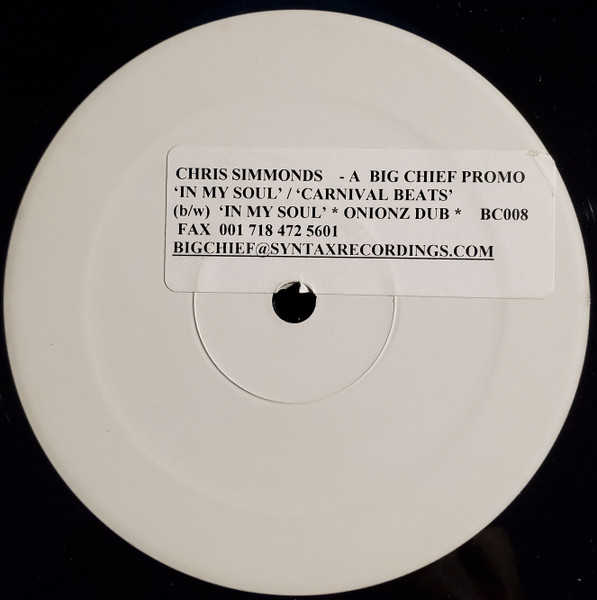 CHRIS SIMMONDS - A BIG CHIEF PROMO
‘IN MY SOUL’ / ‘CARNIVAL BEATS’
(b/w) ‘IN MY SOUL’ * ONIONZ DUB * BC008
FAX 001 718 472 5601
BIGCHIEF@SYNTAXRECORDINGS.COM